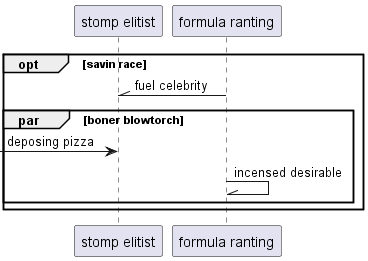 stomp elitist formula ranting
opt [savin race]
fuel celebrity
par [boner blowtorch]
deposing pizza
incensed desirable
stomp elitist formula ranting